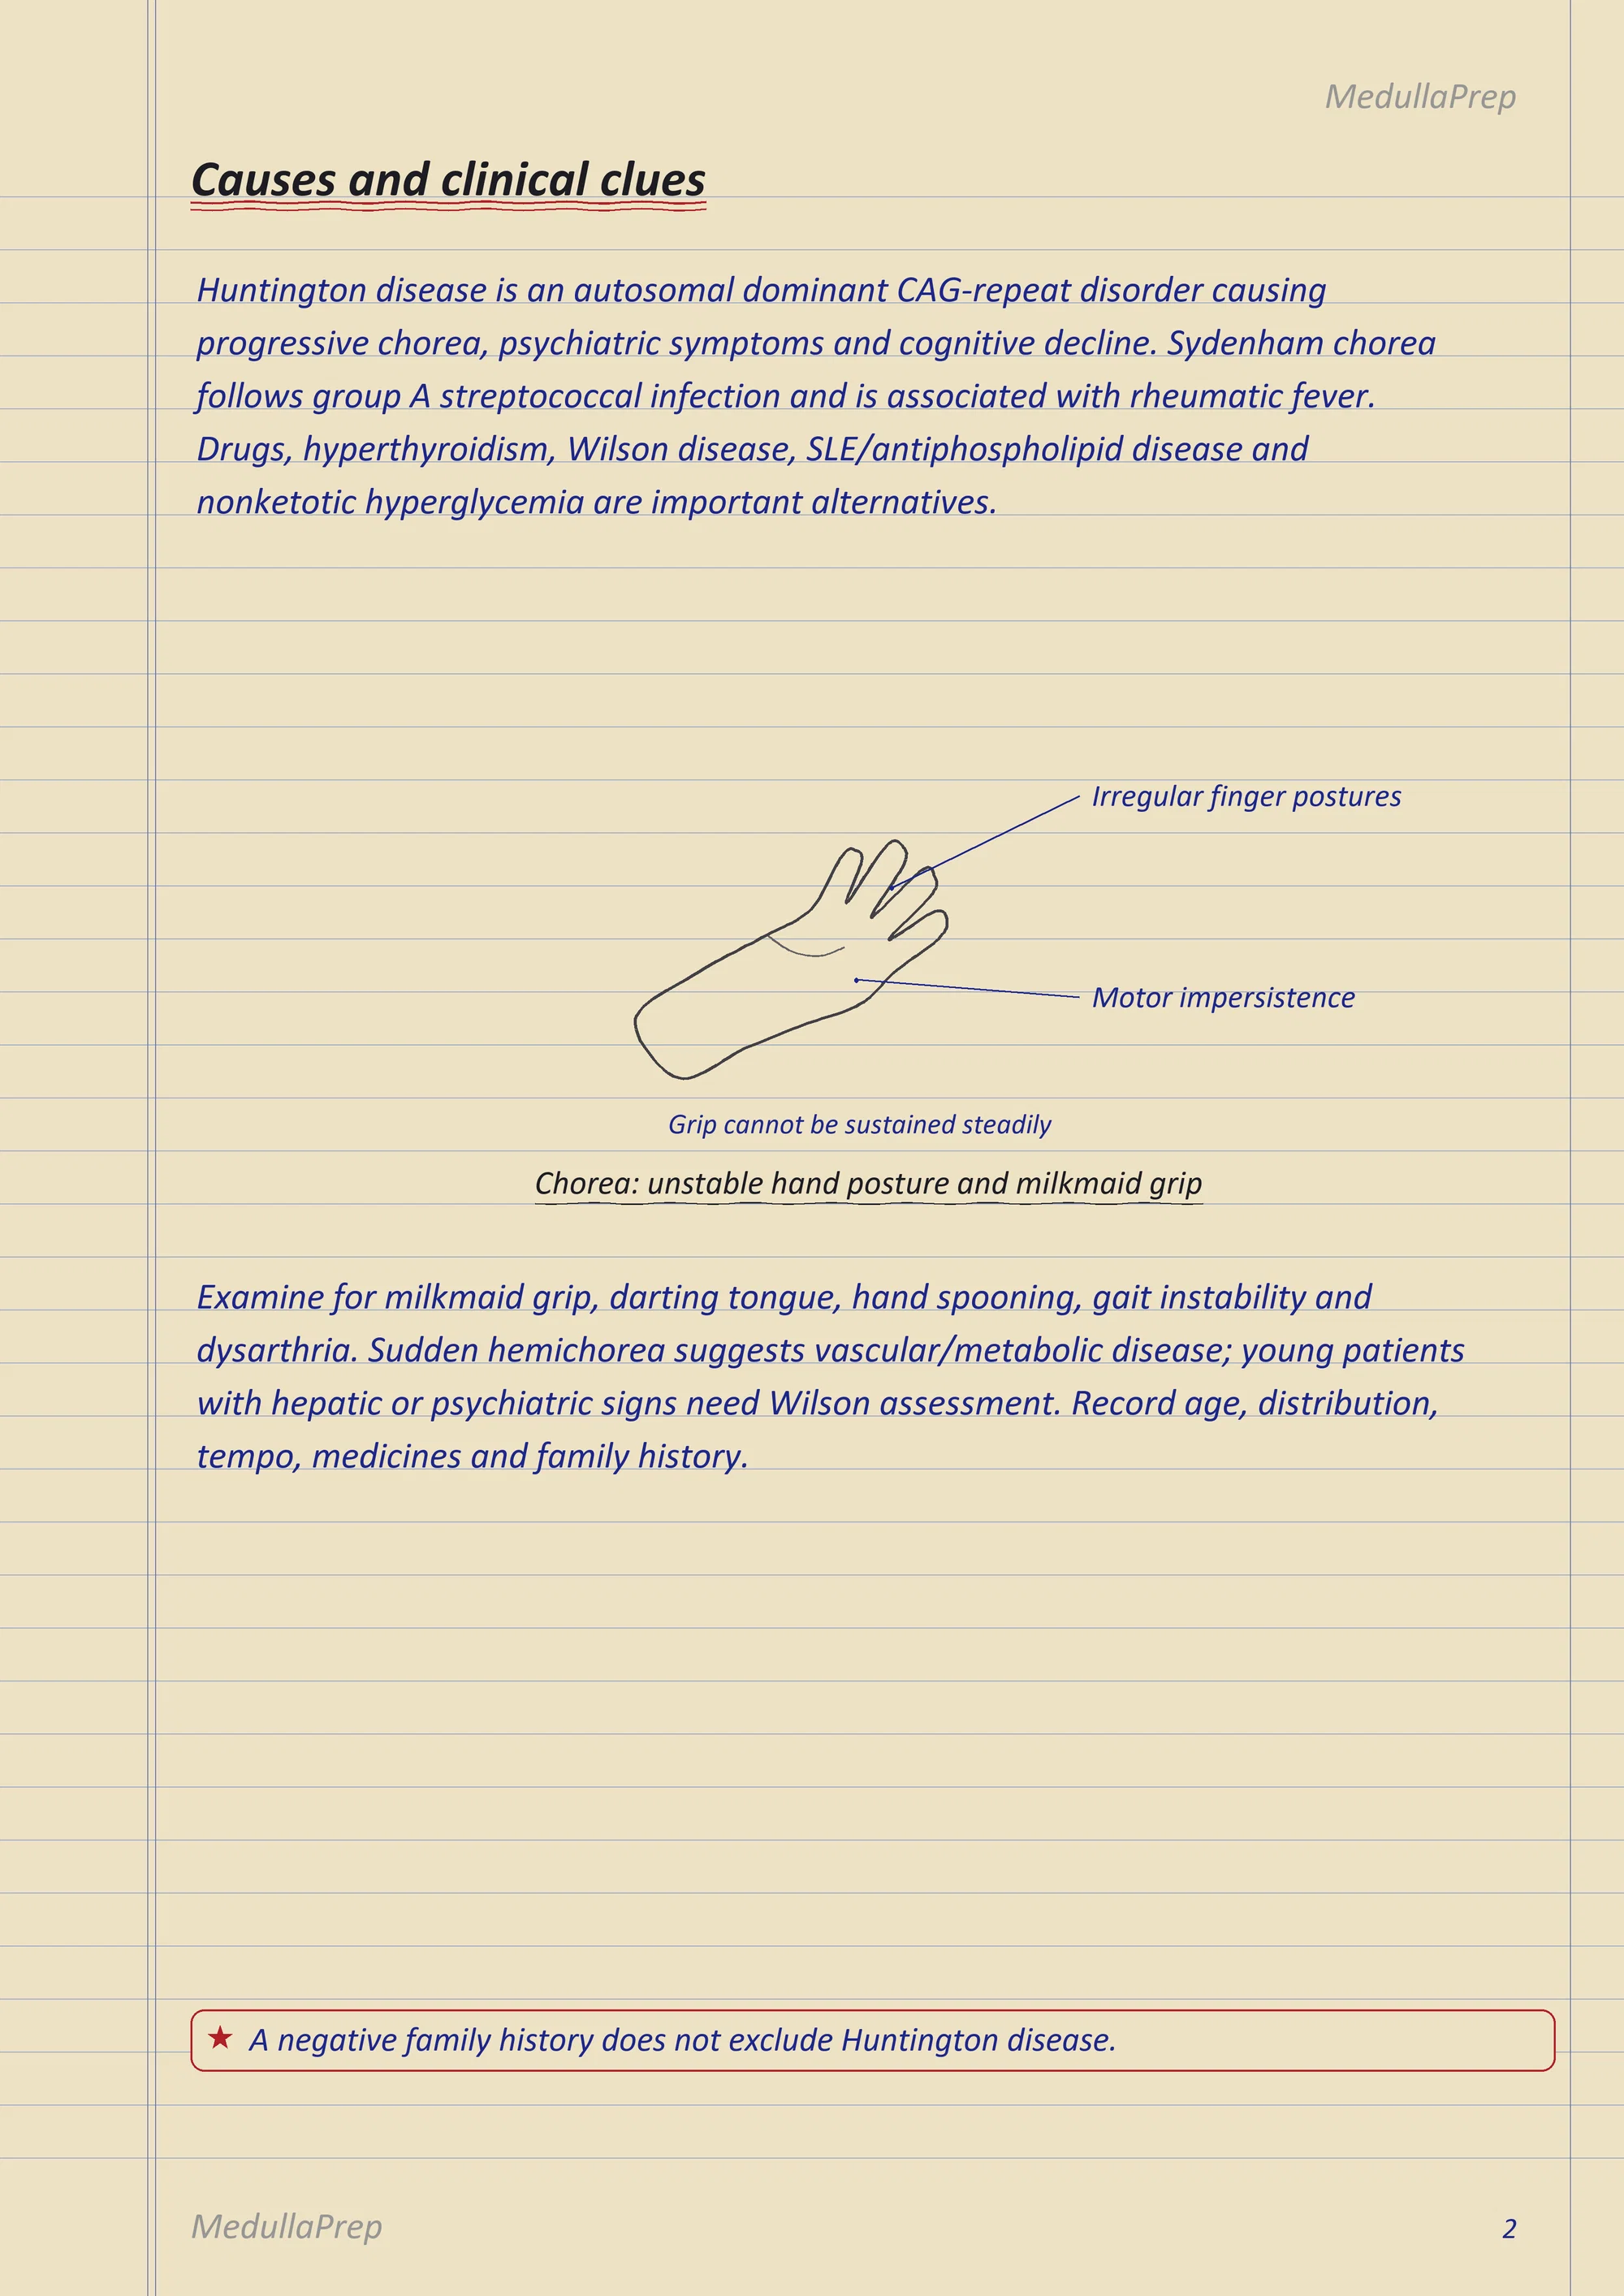 MedullaPrep
Causes and clinical clues
Huntington disease is an autosomal dominant CAG-repeat disorder causing
progressive chorea, psychiatric symptoms and cognitive decline. Sydenham chorea
follows group A streptococcal infection and is associated with rheumatic fever.
Drugs, hyperthyroidism, Wilson disease, SLE/antiphospholipid disease and
nonketotic hyperglycemia are important alternatives.
Irregular finger postures
Motor impersistence
Grip cannot be sustained steadily
Chorea: unstable hand posture and milkmaid grip
Examine for milkmaid grip, darting tongue, hand spooning, gait instability and
dysarthria. Sudden hemichorea suggests vascular/metabolic disease; young patients
with hepatic or psychiatric signs need Wilson assessment. Record age, distribution,
tempo, medicines and family history.
★ A negative family history does not exclude Huntington disease.
MedullaPrep
2